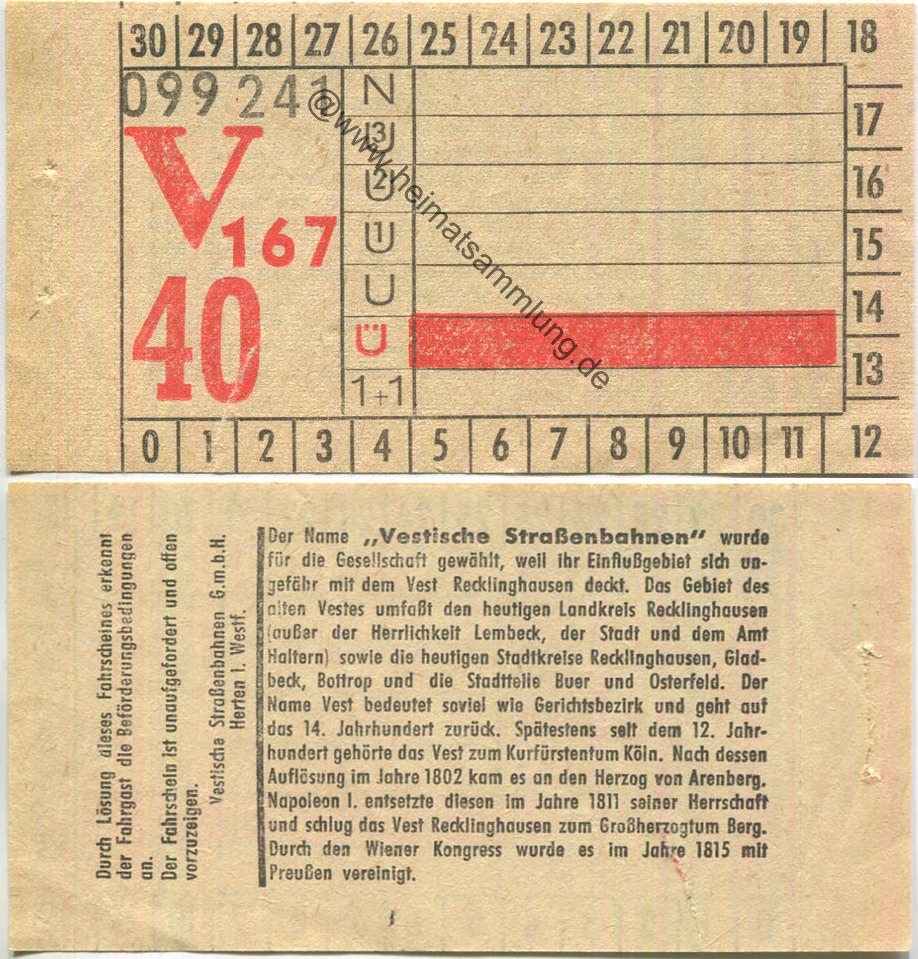 30 29 28 27 26 25 24 23 22 21 20 19 18
099 241
N
17
V
3U
2U
16
167
1U
15
U
14
40
Ü
13
1+1
0 1 2 3 4 5 6 7 8 9 10 11 12
@www.heimatsammlung.de
Durch Lösung dieses Fahrscheines erkennt
der Fahrgast die Beförderungsbedingungen
an.
Der Fahrschein ist unaufgefordert und offen
vorzuzeigen.
Vestische Straßenbahnen G.m.b.H.
Herten i. Westf.
Der Name „Vestische Straßenbahnen" wurde
für die Gesellschaft gewählt, weil ihr Einflußgebiet sich un-
gefähr mit dem Vest Recklinghausen deckt. Das Gebiet des
alten Vestes umfaßt den heutigen Landkreis Recklinghausen
(außer der Herrlichkeit Lembeck, der Stadt und dem Amt
Haltern) sowie die heutigen Stadtkreise Recklinghausen, Glad-
beck, Bottrop und die Stadtteile Buer und Osterfeld. Der
Name Vest bedeutet soviel wie Gerichtsbezirk und geht auf
das 14. Jahrhundert zurück. Spätestens seit dem 12. Jahr-
hundert gehörte das Vest zum Kurfürstentum Köln. Nach dessen
Auflösung im Jahre 1802 kam es an den Herzog von Arenberg.
Napoleon I. entsetzte diesen im Jahre 1811 seiner Herrschaft
und schlug das Vest Recklinghausen zum Großherzogtum Berg.
Durch den Wiener Kongress wurde es im Jahre 1815 mit
Preußen vereinigt.